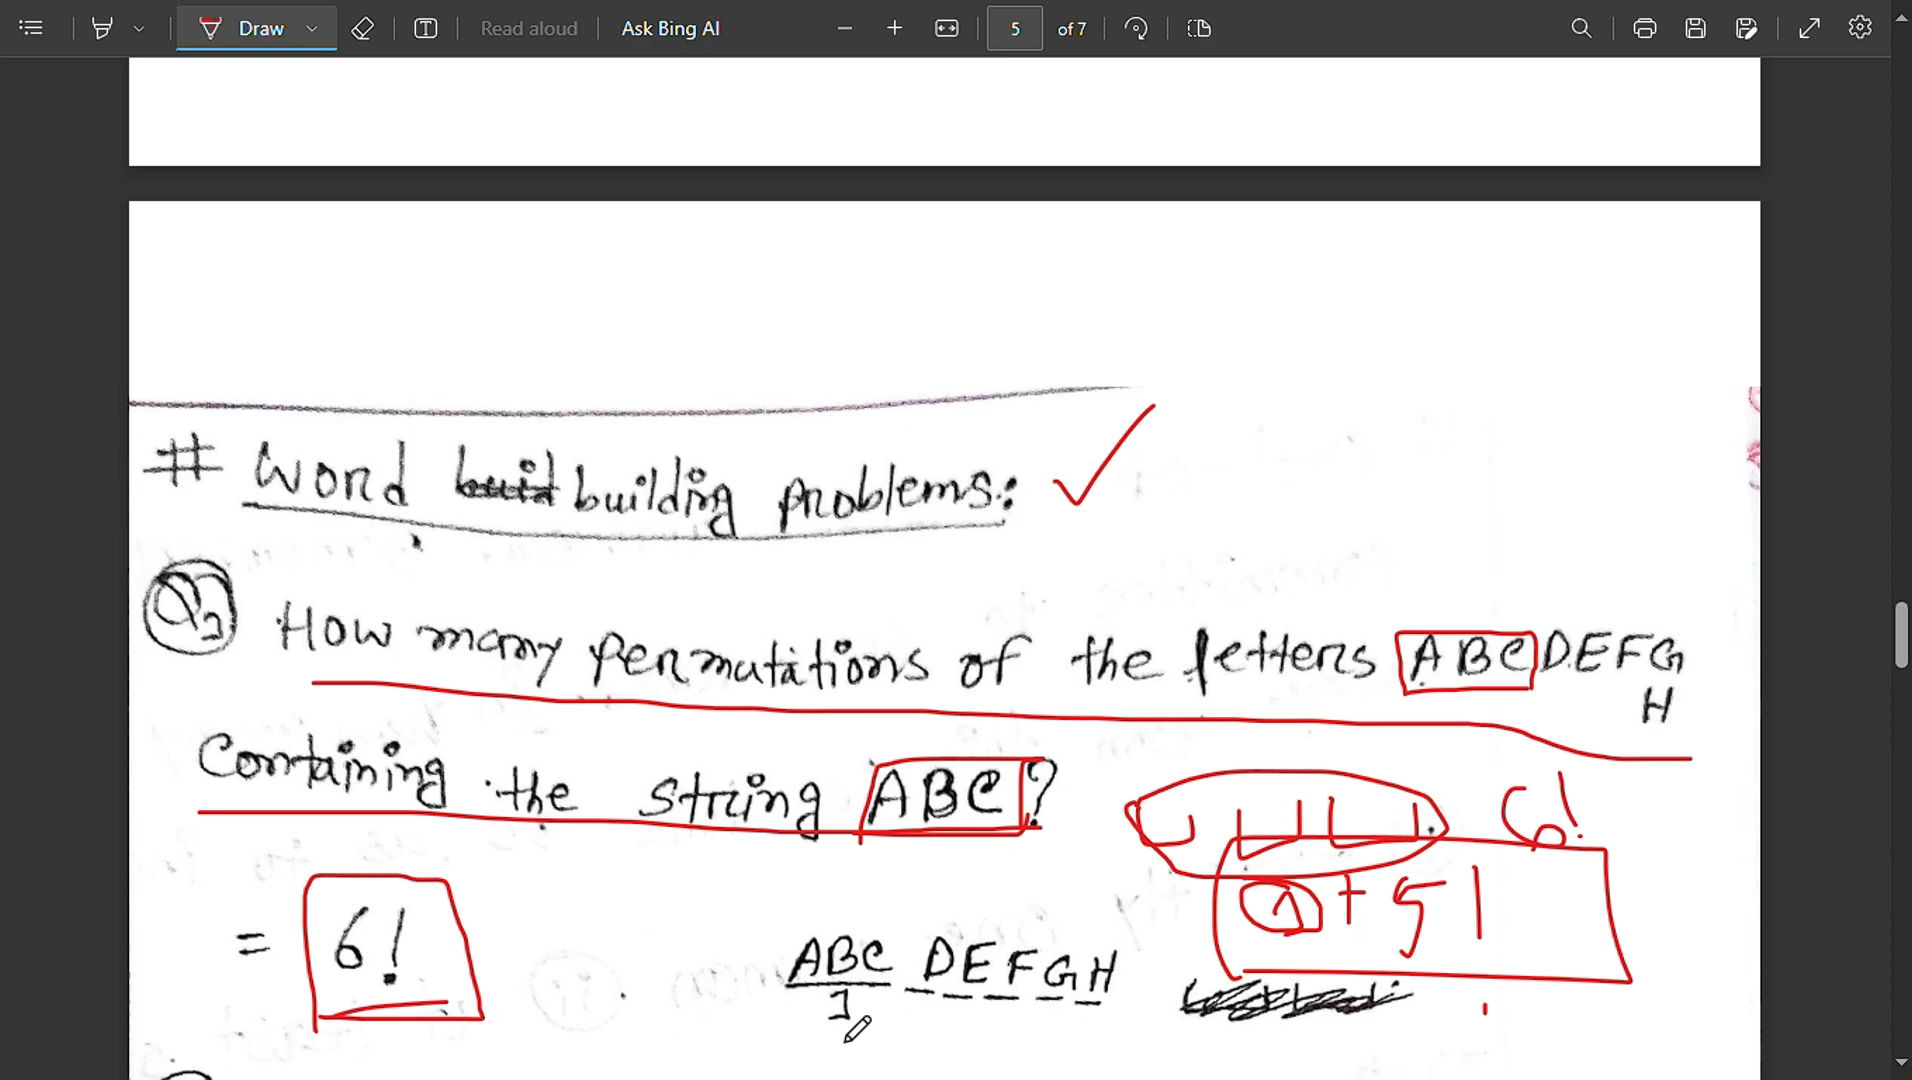 Draw Read aloud Ask Bing AI 5 of 7
# Word building problems:
Q1 How many permutations of the letters ABCDEFG
H
Containing the string ABC?
6!
1 + 5!
= 6! ABC DEFGH
1